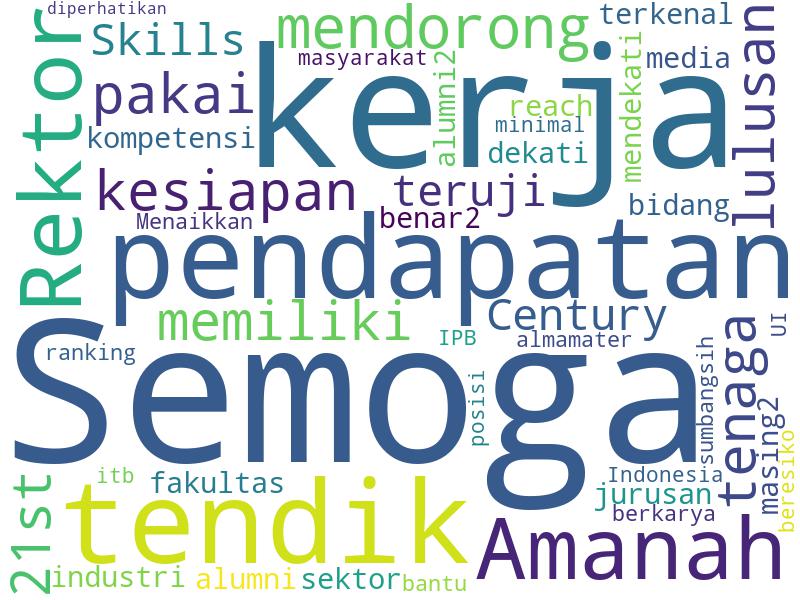 diperhatikan
Skills
mendorong
terkenal
Rektor
masyarakat
alumni2
mendekati
media
lulusan
pakai
kerja
reach
kompetensi
minimal
dekati
kesiapan
teruji
bidang
Menaikkan
benar2
pendapatan
memiliki
Century
IPB
almamater
UI
ranking
Semoga
posisi
sumbangsih
tenaga
masing2
beresiko
itb
fakultas
Indonesia
21st
tendik
jurusan
berkarya
Amanah
industri
alumni
sektor
bantu